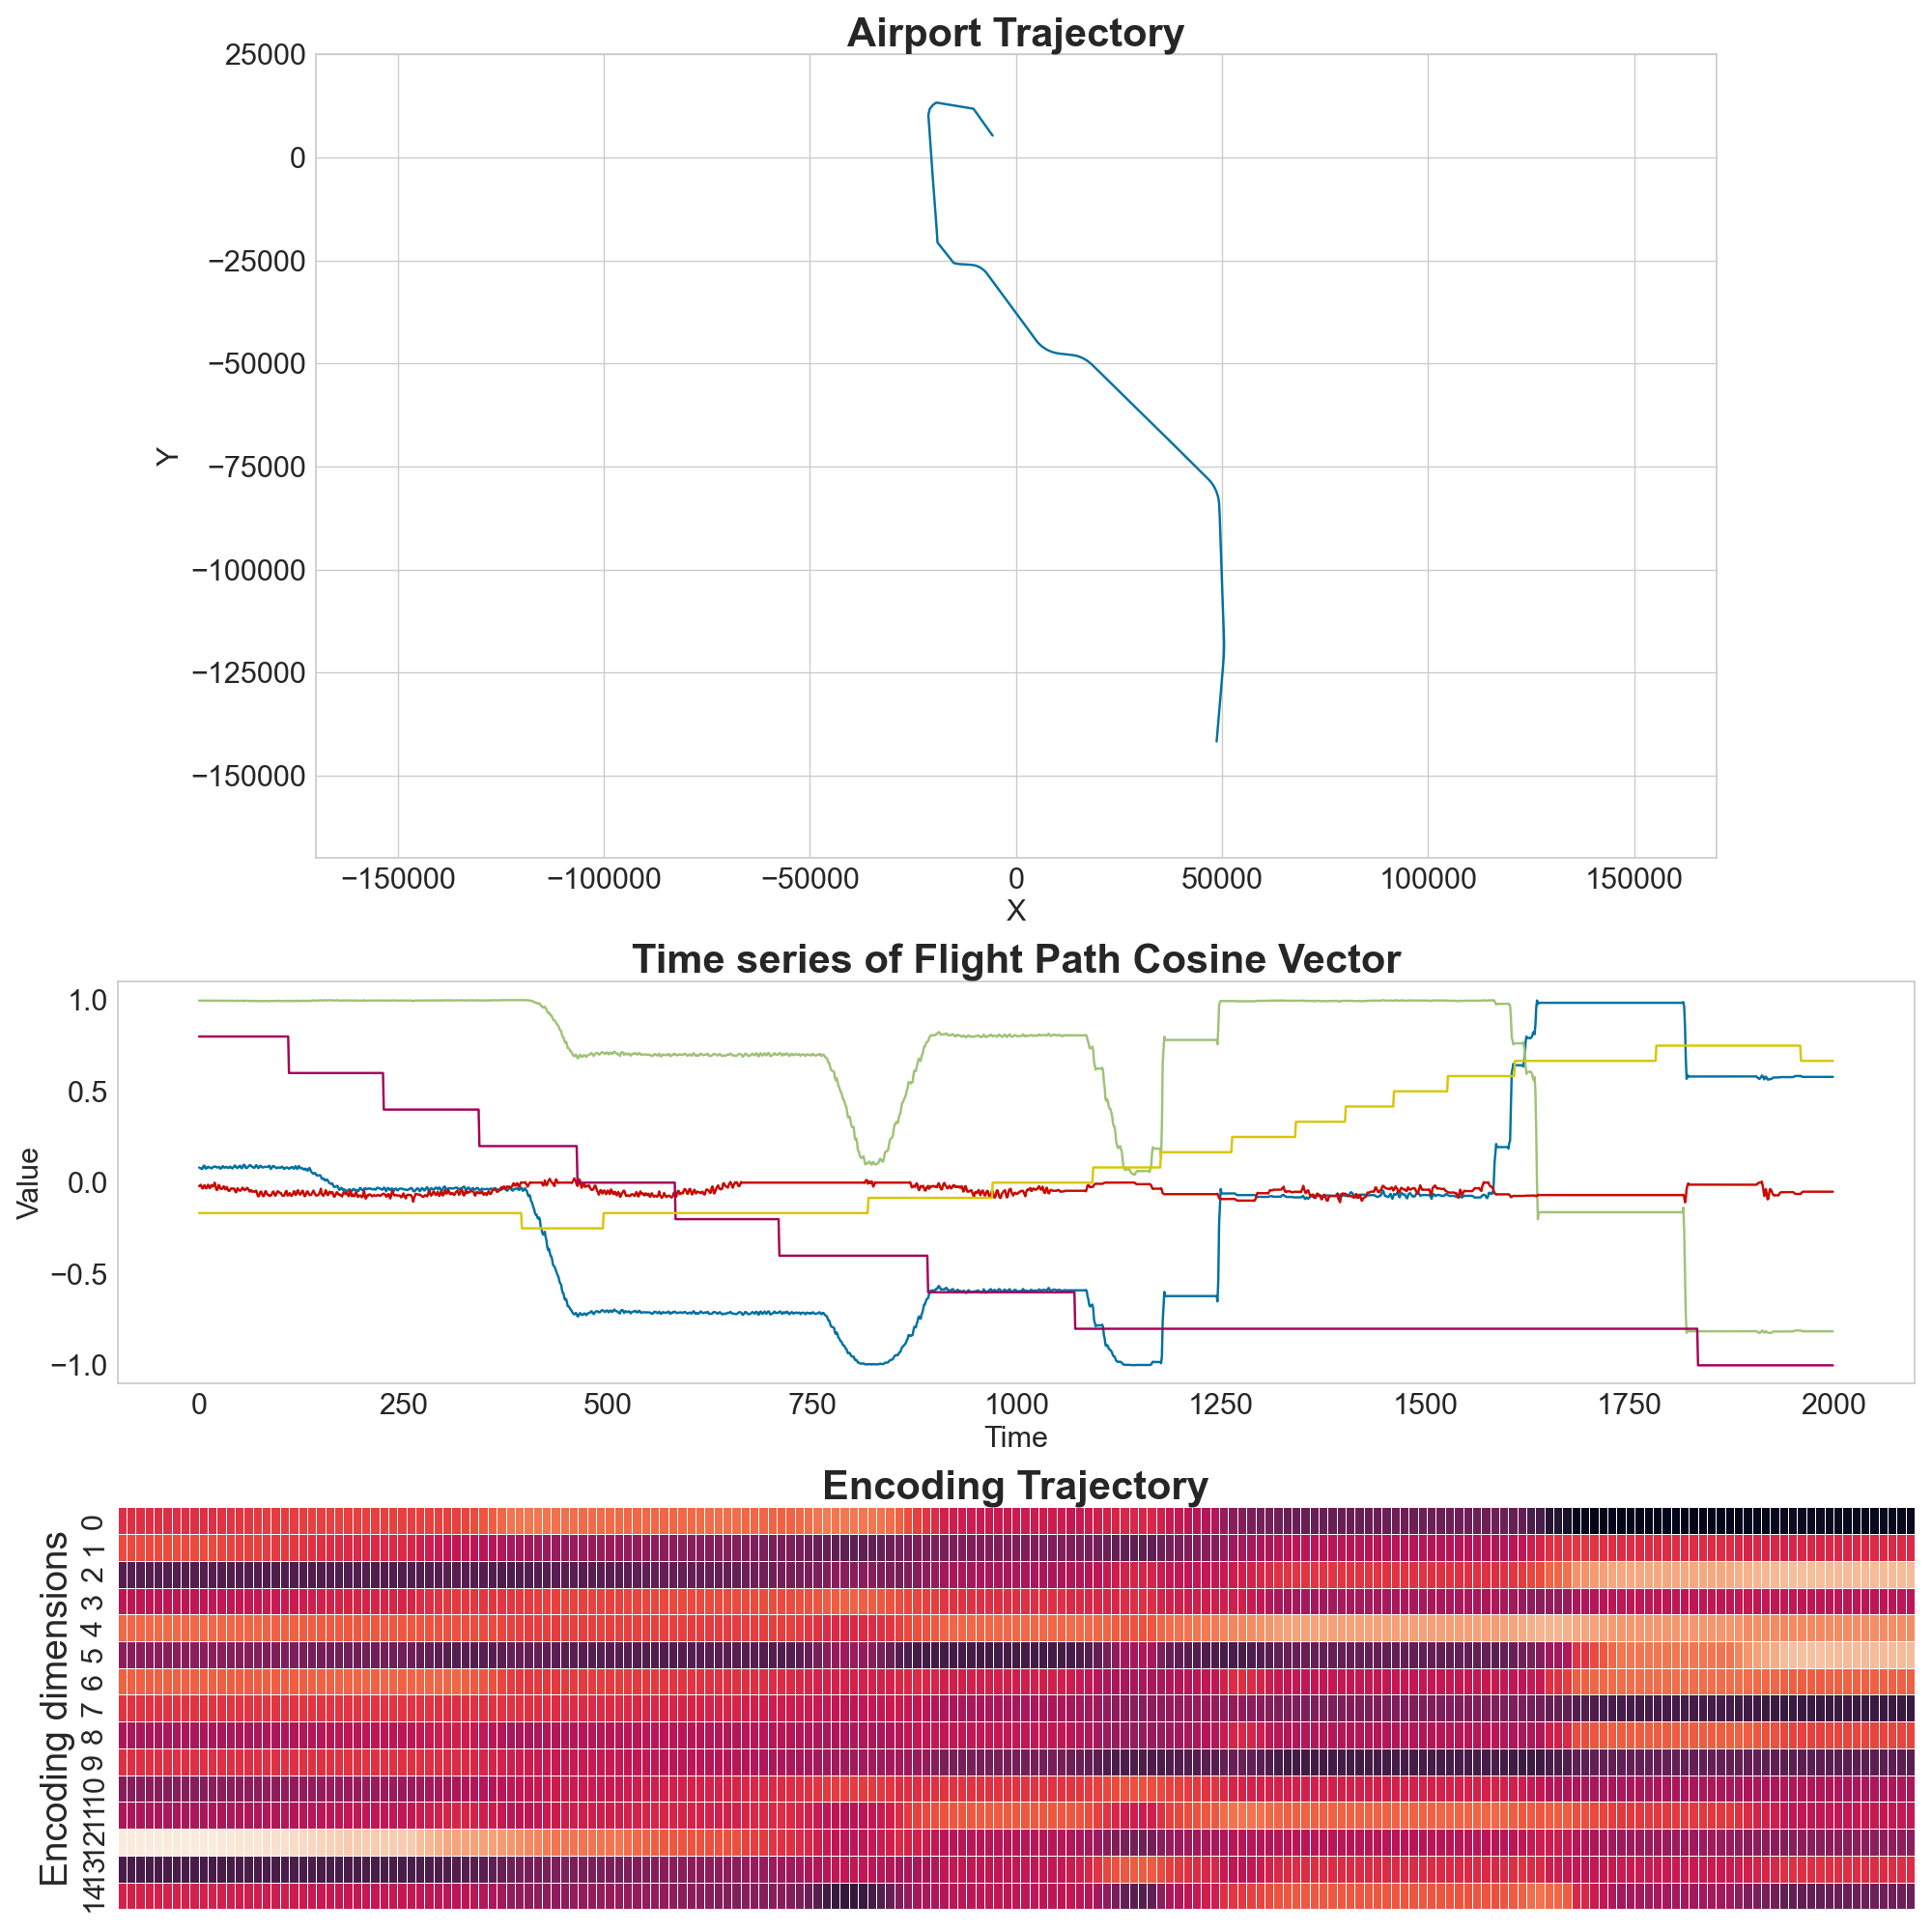 Airport Trajectory
25000
0
−25000
−50000
−75000
−100000
−125000
−150000
Y
−150000 −100000 −50000 0 50000 100000 150000
X
Time series of Flight Path Cosine Vector
1.0
0.5
0.0
−0.5
−1.0
Value
0 250 500 750 1000 1250 1500 1750 2000
Time
Encoding Trajectory
Encoding dimensions
0
1
2
3
4
5
6
7
8
9
10
11
12
13
14